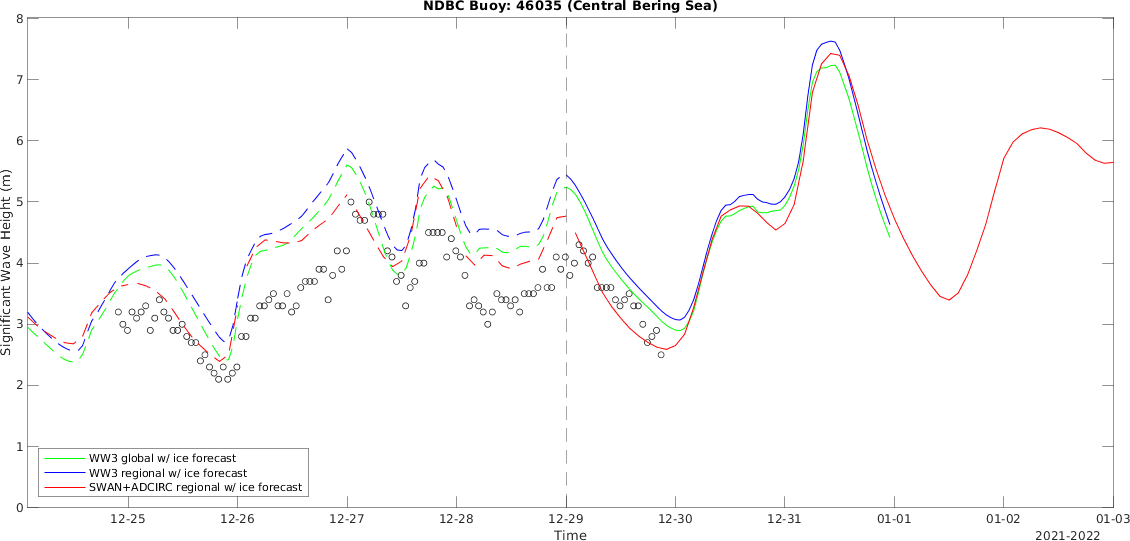 NDBC Buoy: 46035 (Central Bering Sea)
8
7
6
5
4
3
2
1
0
Significant Wave Height (m)
WW3 global w/ ice forecast
WW3 regional w/ ice forecast
SWAN+ADCIRC regional w/ ice forecast
12-25 12-26 12-27 12-28 12-29 12-30 12-31 01-01 01-02 01-03
Time
2021-2022